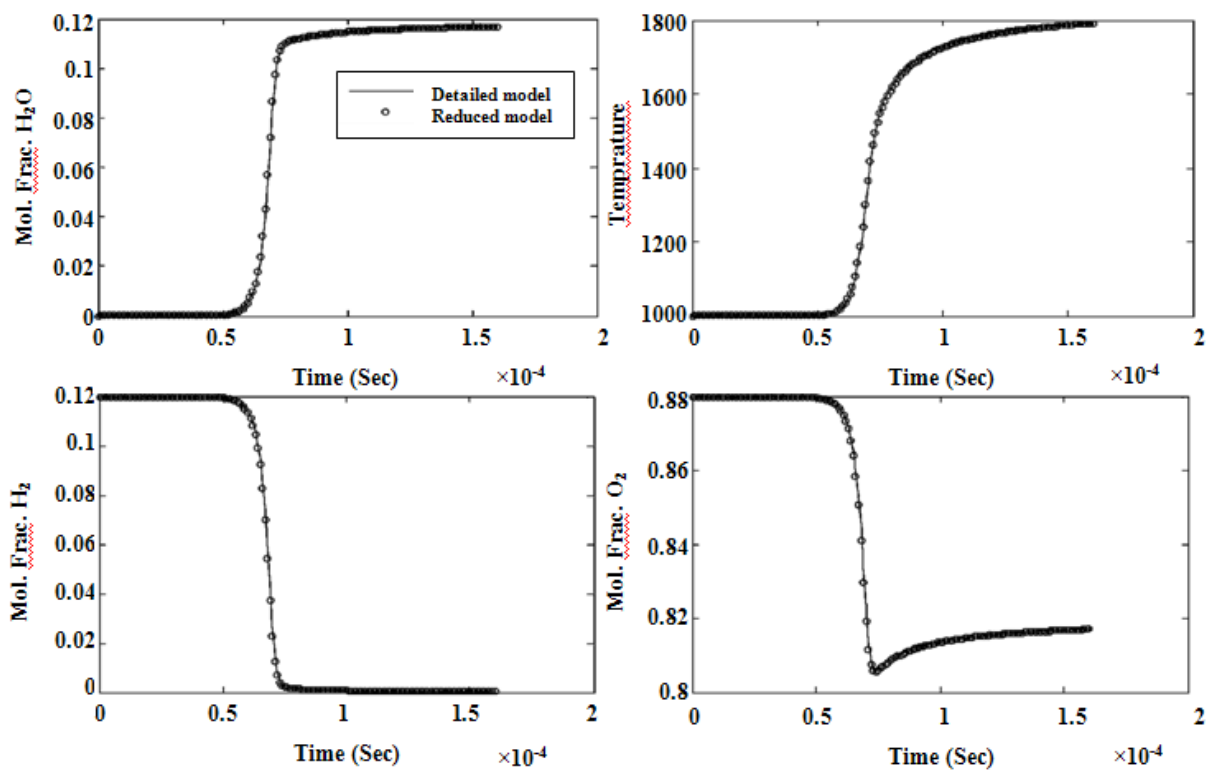 Mol. Frac. H₂O
0.12
0.1
0.08
0.06
0.04
0.02
0
Detailed model
Reduced model
0 0.5 1 1.5 2
Time (Sec) ×10⁻⁴
Temprature
1800
1600
1400
1200
1000
0 0.5 1 1.5 2
Time (Sec) ×10⁻⁴
Mol. Frac. H₂
0.12
0.1
0.08
0.06
0.04
0.02
0
0 0.5 1 1.5 2
Time (Sec) ×10⁻⁴
Mol. Frac. O₂
0.88
0.86
0.84
0.82
0.8
0 0.5 1 1.5 2
Time (Sec) ×10⁻⁴